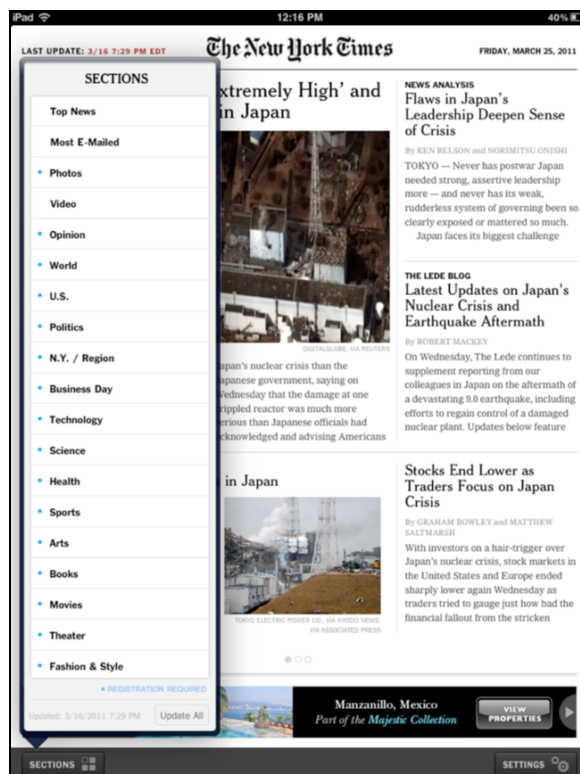 iPad
12:16 PM
40%
LAST UPDATE: 3/16 7:29 PM EDT
The New York Times
FRIDAY, MARCH 25, 2011
SECTIONS
Top News
Most E-Mailed
Photos
Video
Opinion
World
U.S.
Politics
N.Y. / Region
Business Day
Technology
Science
Health
Sports
Arts
Books
Movies
Theater
Fashion & Style
• REGISTRATION REQUIRED
Updated: 3/16/2011 7:29 PM
Update All
xtremely High' and
in Japan
DIGITALGLOBE, VIA REUTERS
apan's nuclear crisis than the
apanese government, saying on
Wednesday that the damage at one
rippled reactor was much more
erious than Japanese officials had
cknowledged and advising Americans
in Japan
TOKYO ELECTRIC POWER CO., VIA KYODO NEWS,
VIA ASSOCIATED PRESS
NEWS ANALYSIS
Flaws in Japan's
Leadership Deepen Sense
of Crisis
By KEN BELSON and NORIMITSU ONISHI
TOKYO — Never has postwar Japan
needed strong, assertive leadership
more — and never has its weak,
rudderless system of governing been so
clearly exposed or mattered so much.
Japan faces its biggest challenge
THE LEDE BLOG
Latest Updates on Japan's
Nuclear Crisis and
Earthquake Aftermath
By ROBERT MACKEY
On Wednesday, The Lede continues to
supplement reporting from our
colleagues in Japan on the aftermath of
a devastating 9.0 earthquake, including
efforts to regain control of a damaged
nuclear plant. Updates below feature
Stocks End Lower as
Traders Focus on Japan
Crisis
By GRAHAM BOWLEY and MATTHEW
SALTMARSH
With investors on a hair-trigger over
Japan's nuclear crisis, stock markets in
the United States and Europe ended
sharply lower again Wednesday as
traders tried to gauge just how bad the
financial fallout from the stricken
Manzanillo, Mexico
Part of the Majestic Collection
VIEW
PROPERTIES
SECTIONS
SETTINGS